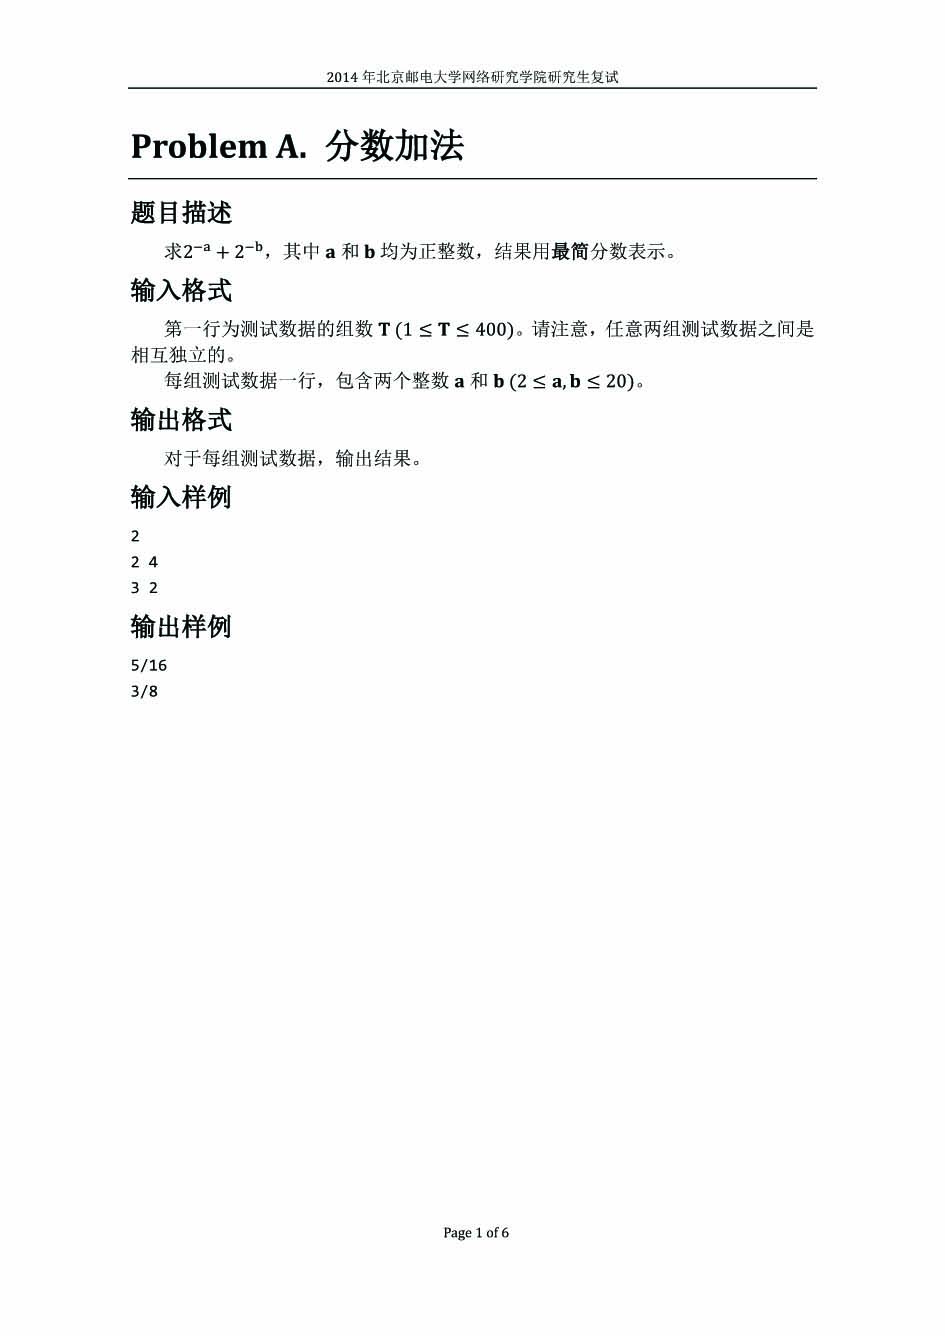 2014 年北京邮电大学网络研究学院研究生复试
Problem A. 分数加法
题目描述
求2⁻ᵃ + 2⁻ᵇ，其中 a 和 b 均为正整数，结果用最简分数表示。
输入格式
第一行为测试数据的组数 T (1 ≤ T ≤ 400)。请注意，任意两组测试数据之间是
相互独立的。
每组测试数据一行，包含两个整数 a 和 b (2 ≤ a, b ≤ 20)。
输出格式
对于每组测试数据，输出结果。
输入样例
2
2 4
3 2
输出样例
5/16
3/8
Page 1 of 6